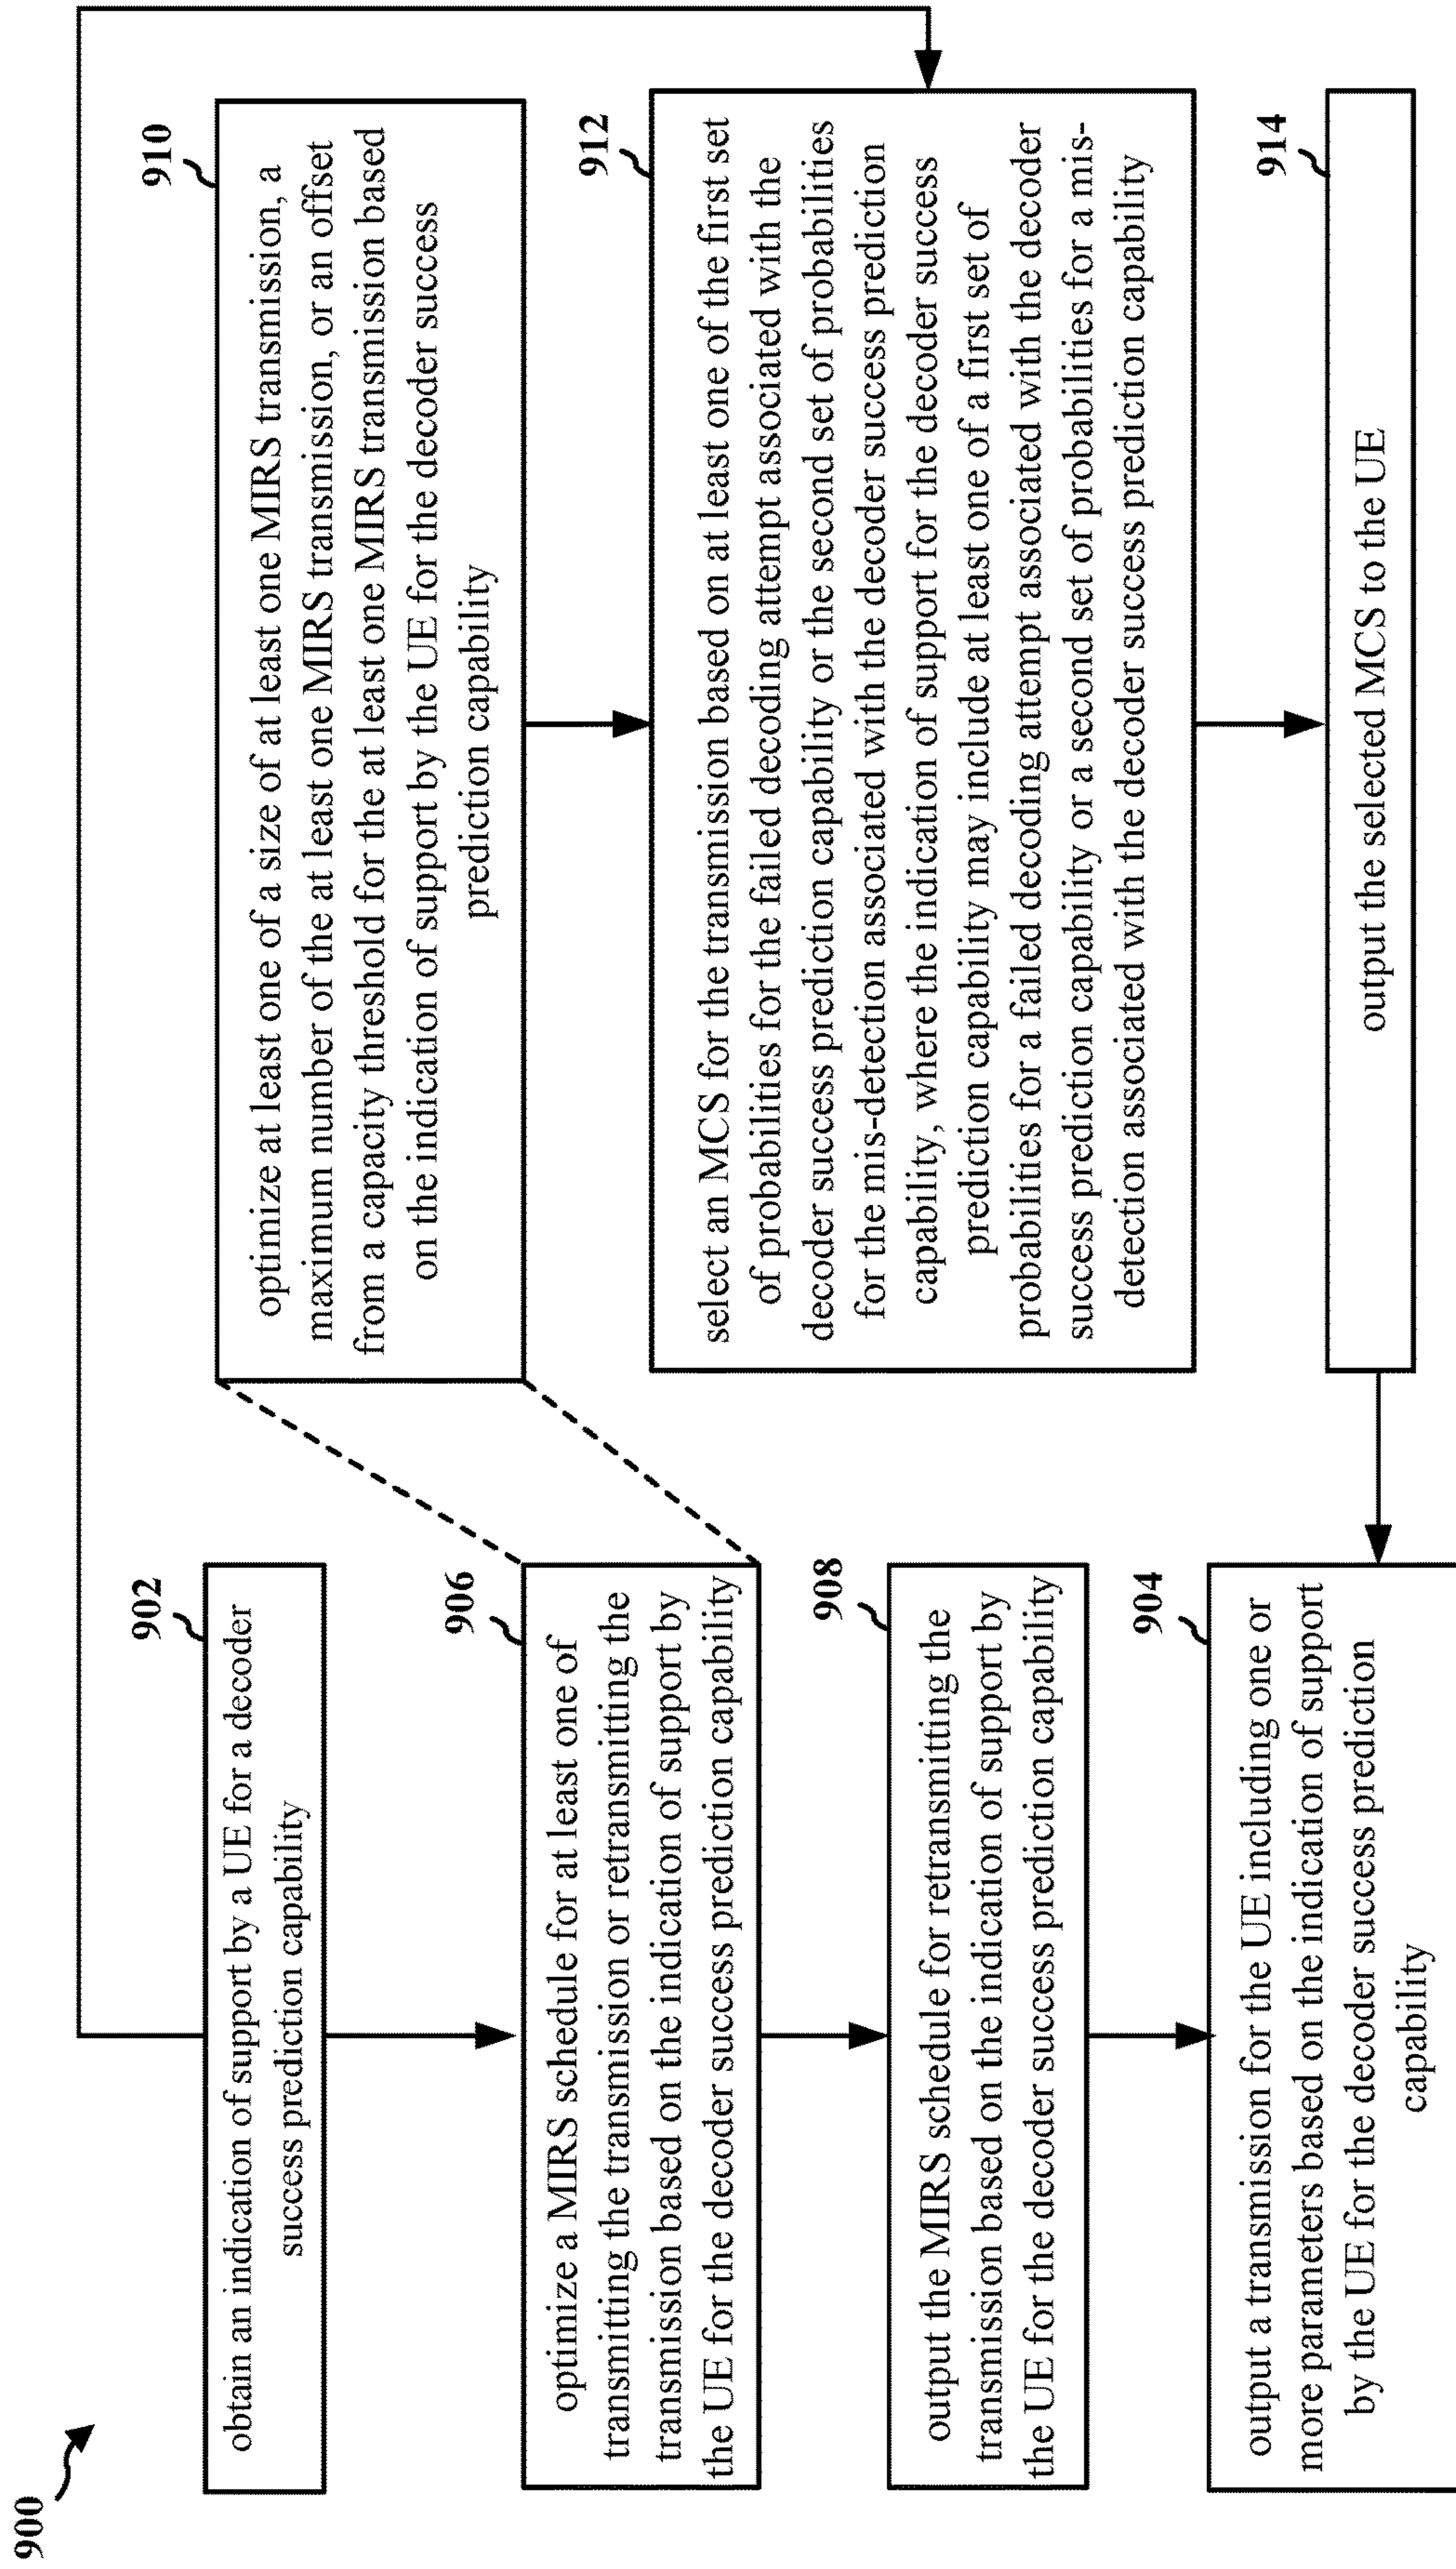 900
902
obtain an indication of support by a UE for a decoder
success prediction capability
906
optimize a MIRS schedule for at least one of
transmitting the transmission or retransmitting the
transmission based on the indication of support by
the UE for the decoder success prediction capability
908
output the MIRS schedule for retransmitting the
transmission based on the indication of support by
the UE for the decoder success prediction capability
904
output a transmission for the UE including one or
more parameters based on the indication of support
by the UE for the decoder success prediction
capability
910
optimize at least one of a size of at least one MIRS transmission, a
maximum number of the at least one MIRS transmission, or an offset
from a capacity threshold for the at least one MIRS transmission based
on the indication of support by the UE for the decoder success
prediction capability
912
select an MCS for the transmission based on at least one of the first set
of probabilities for the failed decoding attempt associated with the
decoder success prediction capability or the second set of probabilities
for the mis-detection associated with the decoder success prediction
capability, where the indication of support for the decoder success
prediction capability may include at least one of a first set of
probabilities for a failed decoding attempt associated with the decoder
success prediction capability or a second set of probabilities for a mis-
detection associated with the decoder success prediction capability
914
output the selected MCS to the UE